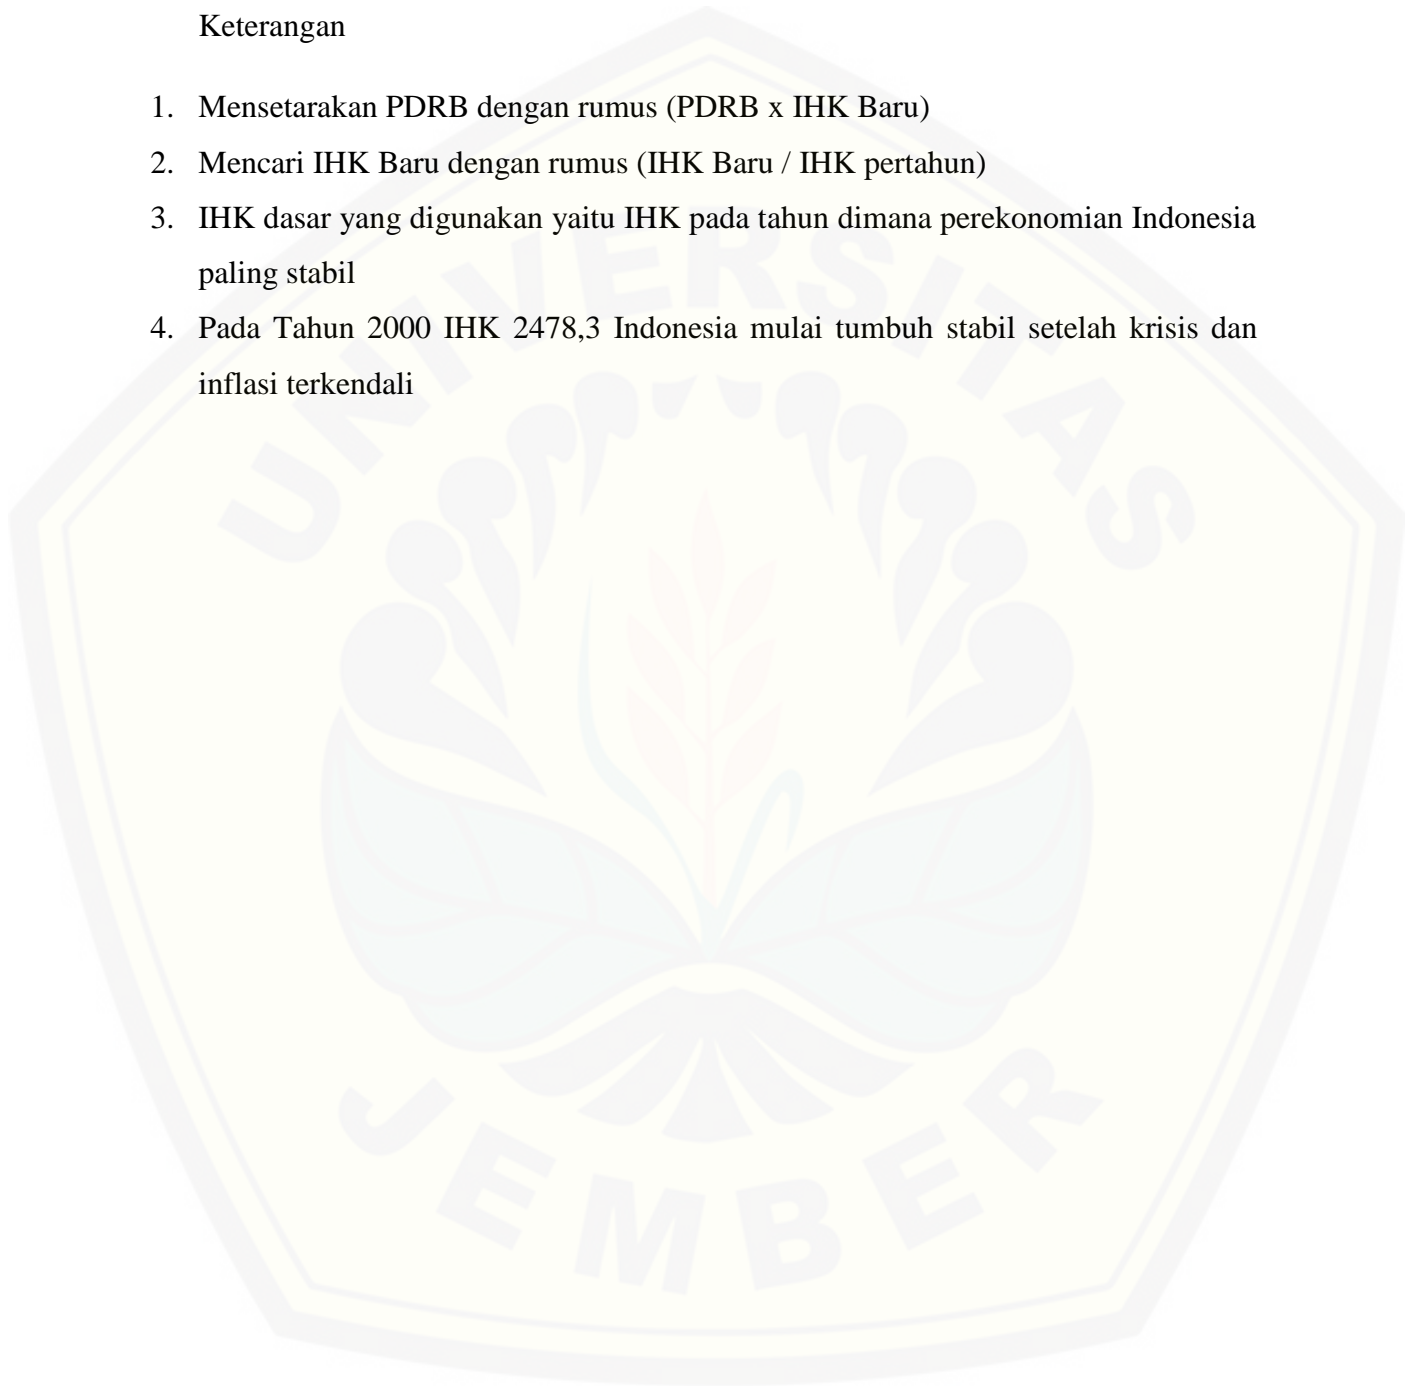 Keterangan
1. Mensetarakan PDRB dengan rumus (PDRB x IHK Baru)
2. Mencari IHK Baru dengan rumus (IHK Baru / IHK pertahun)
3. IHK dasar yang digunakan yaitu IHK pada tahun dimana perekonomian Indonesia
paling stabil
4. Pada Tahun 2000 IHK 2478,3 Indonesia mulai tumbuh stabil setelah krisis dan
inflasi terkendali
UNIVERSITAS
JEMBER